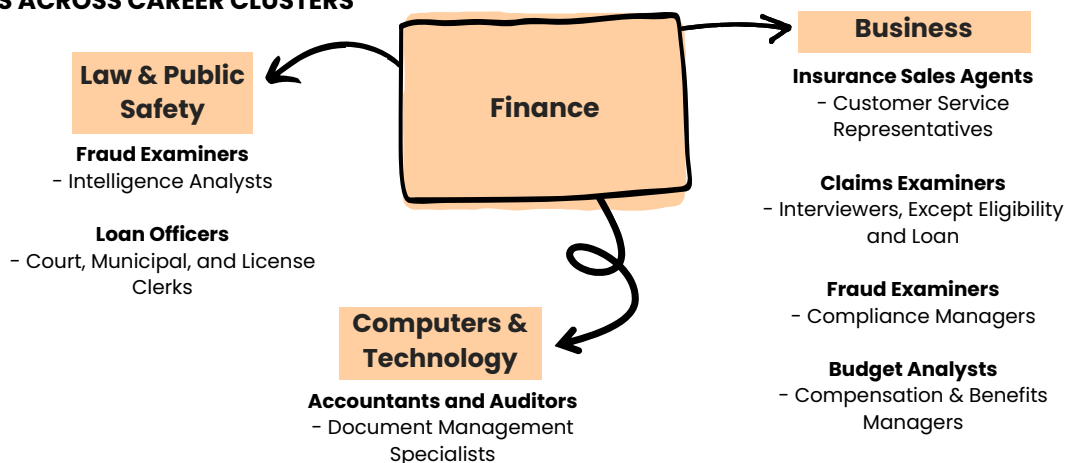 S ACROSS CAREER CLUSTERS
Finance
Law & Public
Safety
Fraud Examiners
- Intelligence Analysts
Loan Officers
- Court, Municipal, and License
Clerks
Computers &
Technology
Accountants and Auditors
- Document Management
Specialists
Business
Insurance Sales Agents
- Customer Service
Representatives
Claims Examiners
- Interviewers, Except Eligibility
and Loan
Fraud Examiners
- Compliance Managers
Budget Analysts
- Compensation & Benefits
Managers